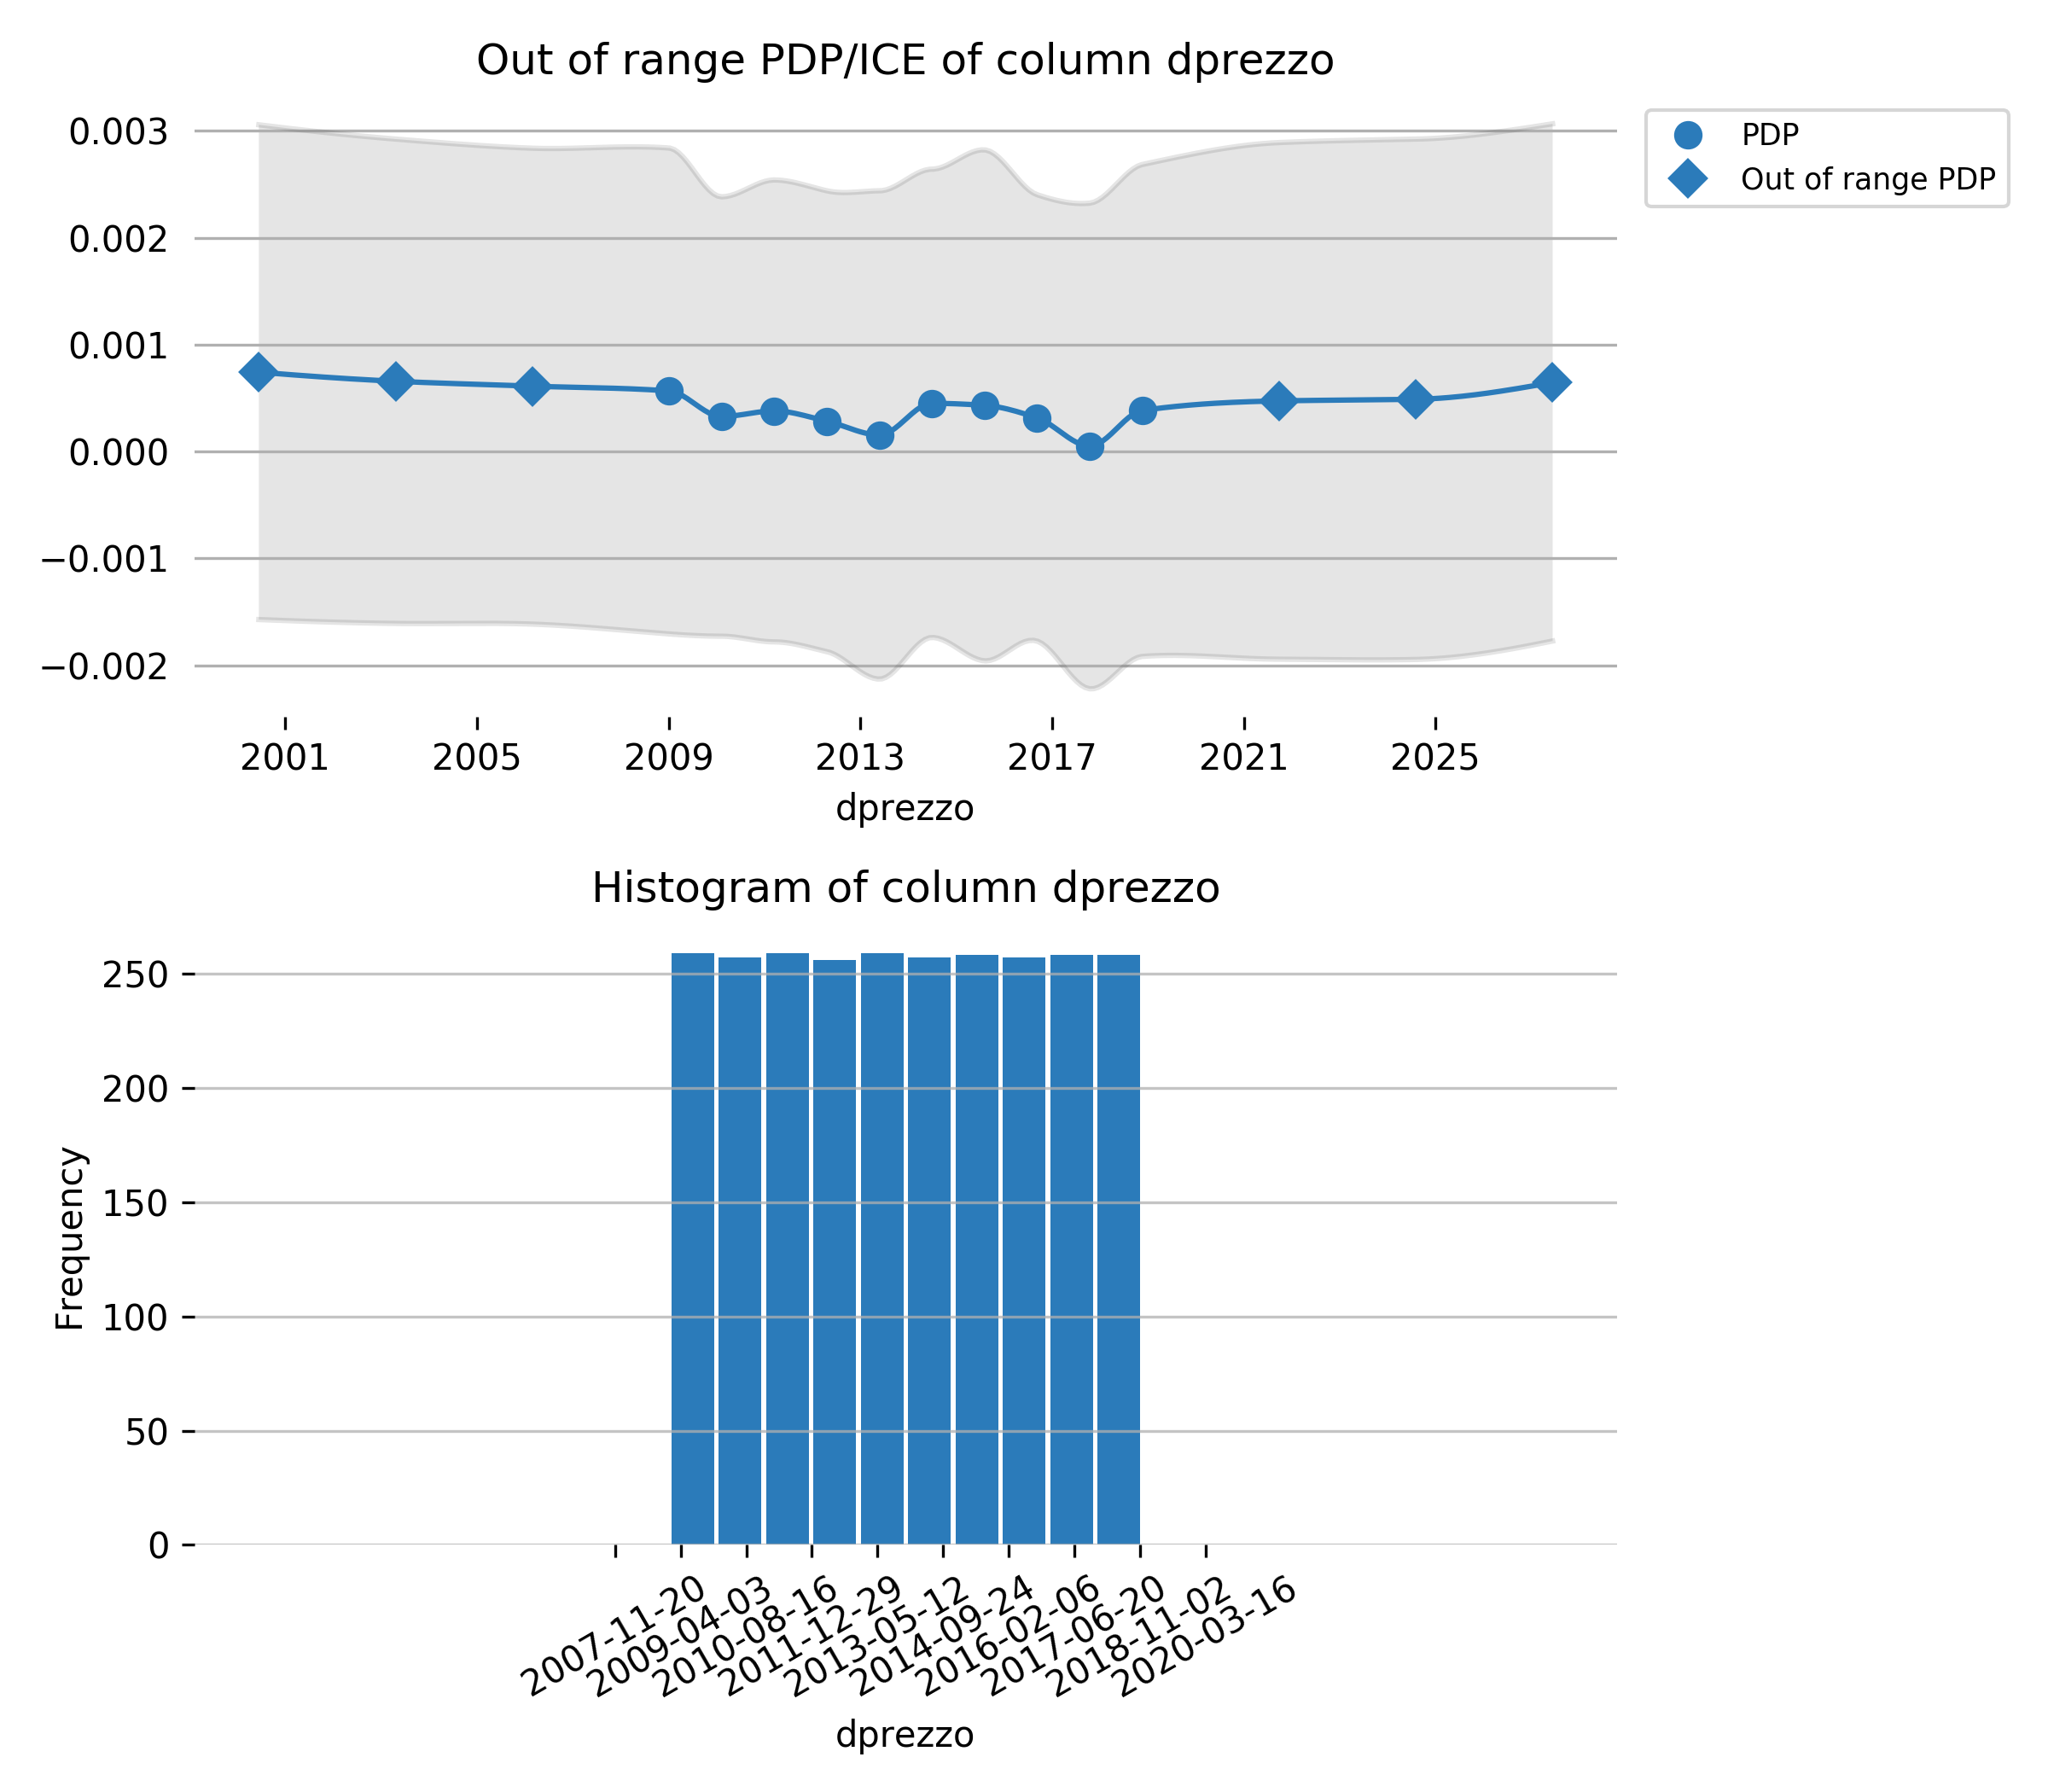 Out of range PDP/ICE of column dprezzo
PDP
Out of range PDP
0.003
0.002
0.001
0.000
−0.001
−0.002
2001 2005 2009 2013 2017 2021 2025
dprezzo
Histogram of column dprezzo
Frequency
250
200
150
100
50
0
2007-11-20
2009-04-03
2010-08-16
2011-12-29
2013-05-12
2014-09-24
2016-02-06
2017-06-20
2018-11-02
2020-03-16
dprezzo